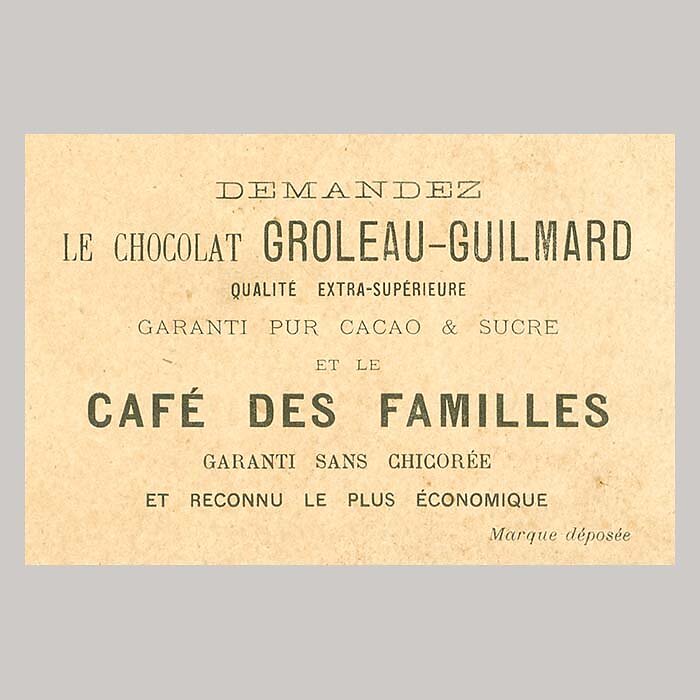 DEMANDEZ
LE CHOCOLAT GROLEAU-GUILMARD
QUALITÉ EXTRA-SUPÉRIEURE
GARANTI PUR CACAO & SUCRE
ET LE
CAFÉ DES FAMILLES
GARANTI SANS CHICORÉE
ET RECONNU LE PLUS ÉCONOMIQUE
Marque déposée